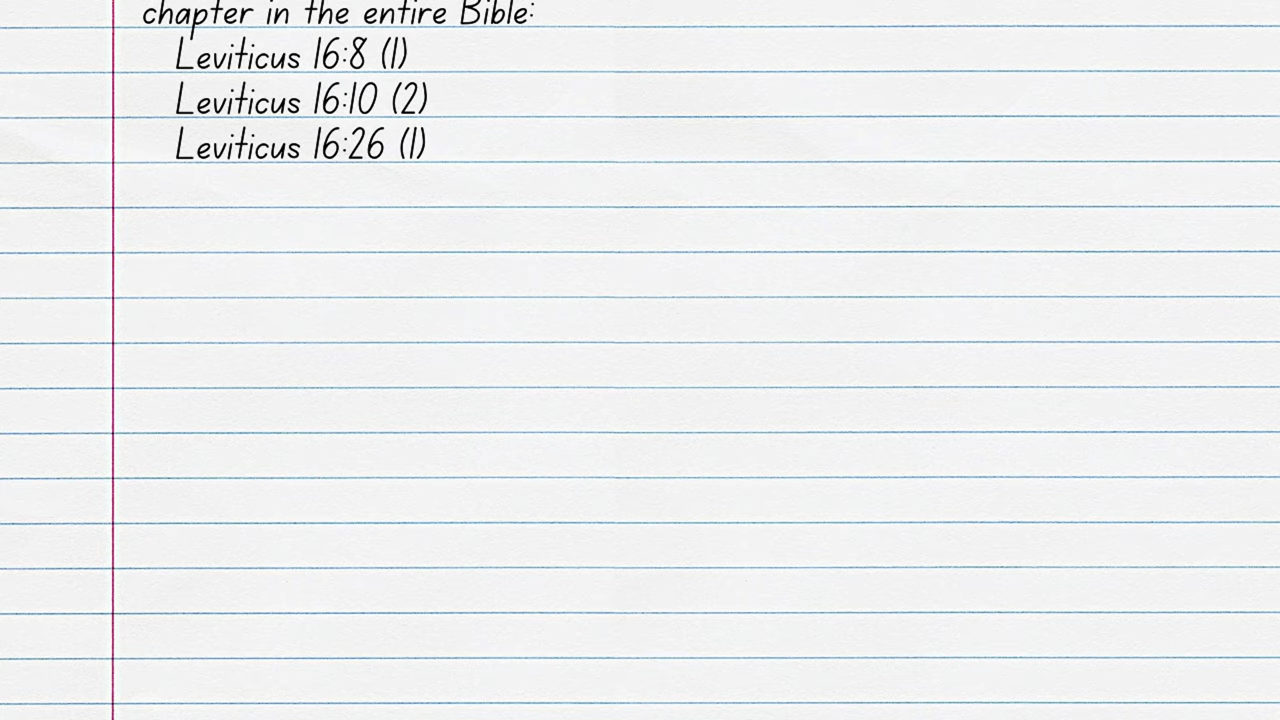 chapter in the entire Bible:
Leviticus 16:8 (1)
Leviticus 16:10 (2)
Leviticus 16:26 (1)